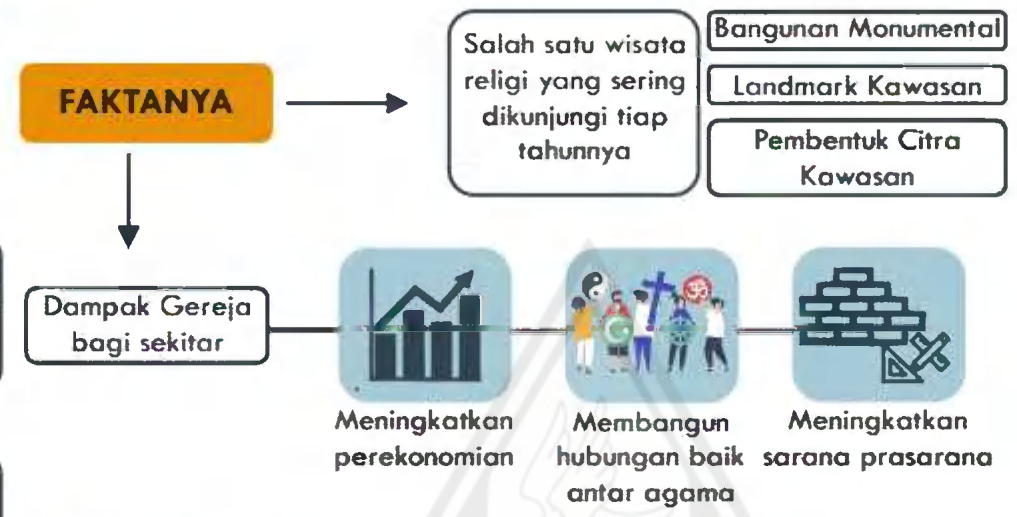 FAKTANYA
Salah satu wisata
religi yang sering
dikunjungi tiap
tahunnya
Bangunan Monumental
Landmark Kawasan
Pembentuk Citra
Kawasan
Dampak Gereja
bagi sekitar
Meningkatkan
perekonomian
Membangun
hubungan baik
antar agama
Meningkatkan
sarana prasarana